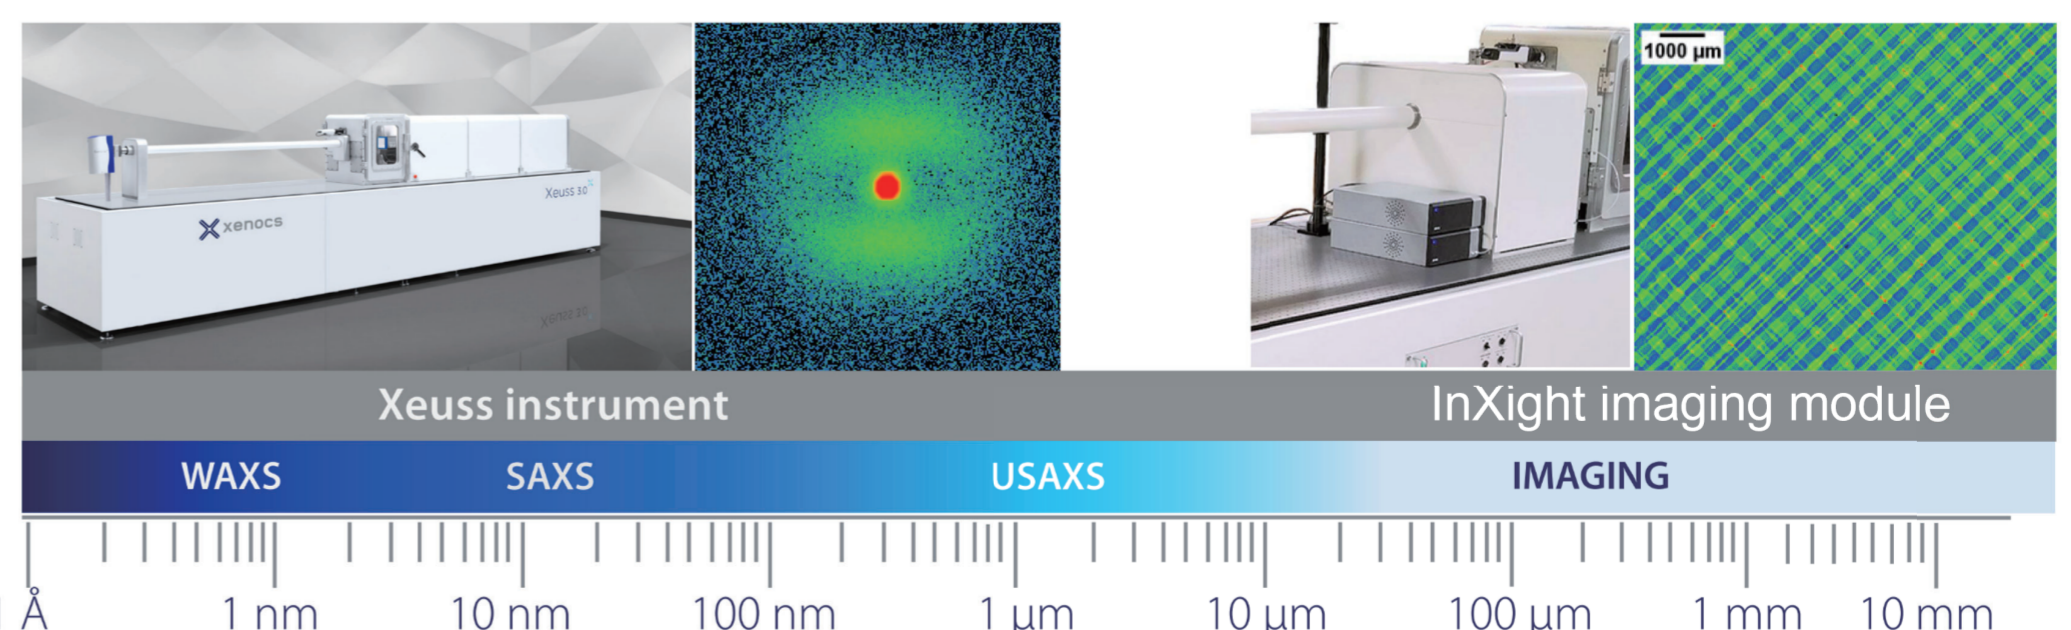 1000 μm
xenocs
Xeuss 3.0
Xeuss instrument
InXight imaging module
WAXS SAXS USAXS IMAGING
Å 1 nm 10 nm 100 nm 1 μm 10 μm 100 μm 1 mm 10 mm